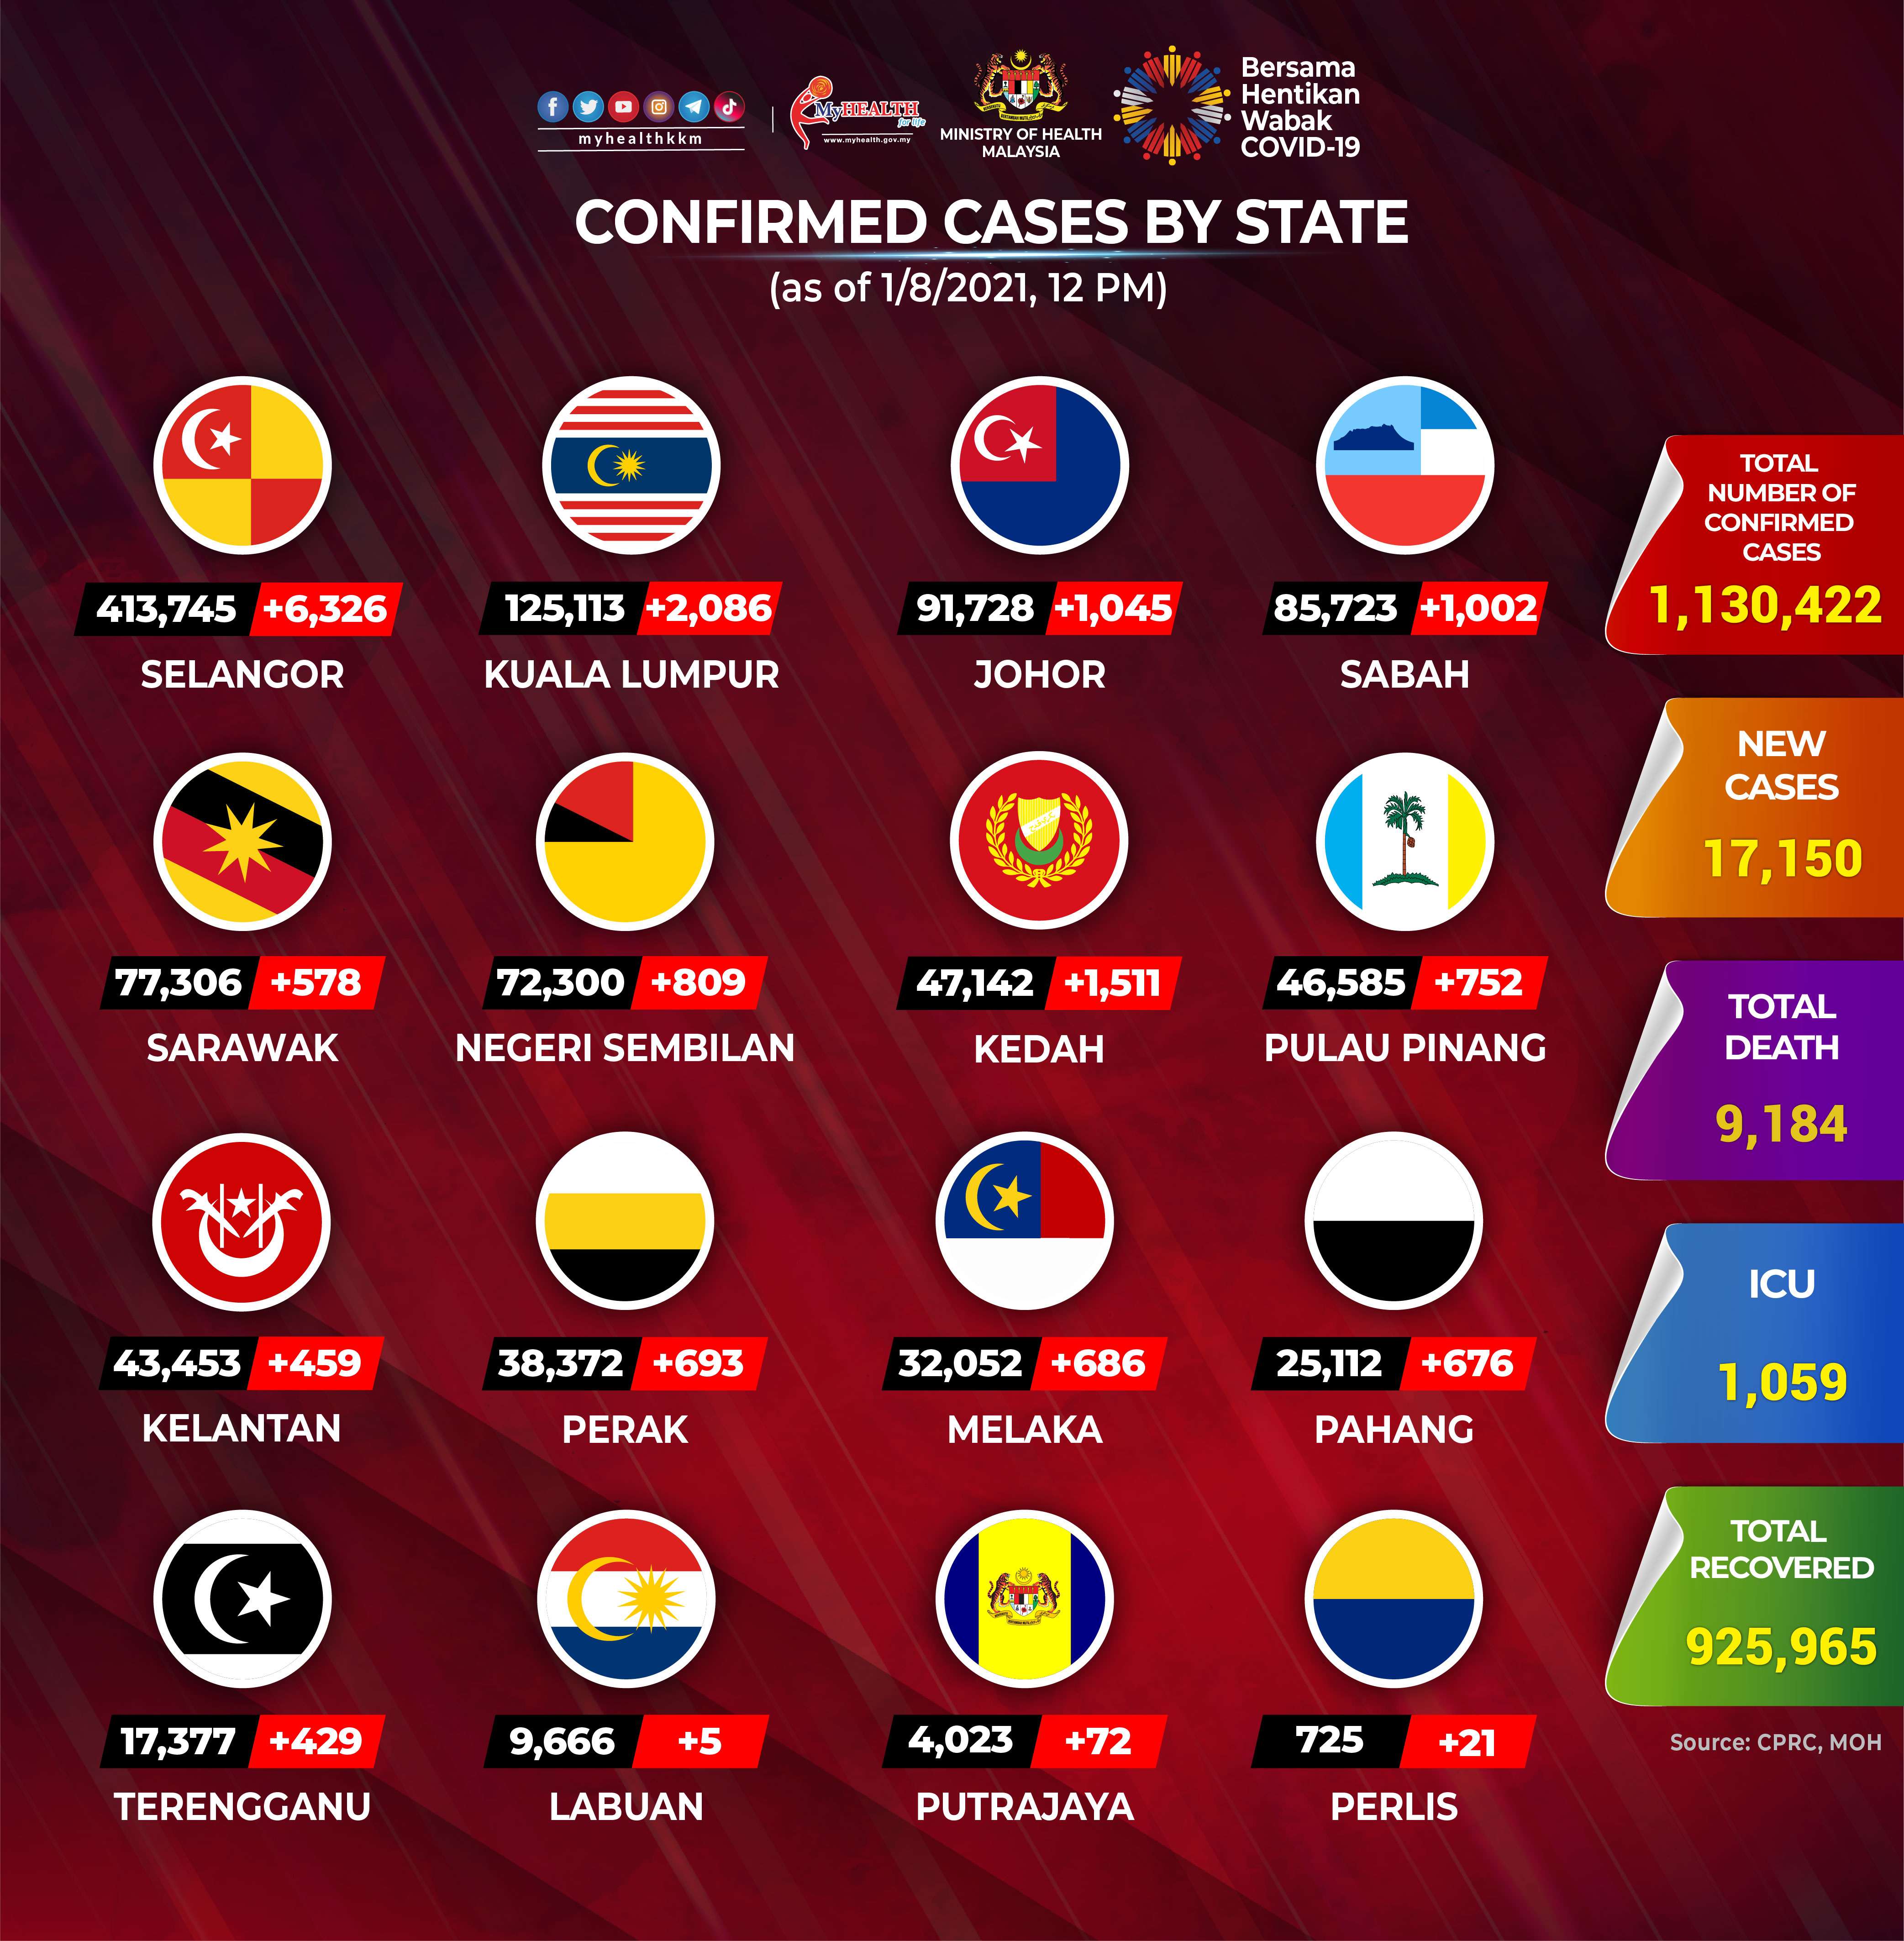 myhealthkkm
MyHEALTH
for life
www.myhealth.gov.my
MINISTRY OF HEALTH
MALAYSIA
Bersama
Hentikan
Wabak
COVID-19
CONFIRMED CASES BY STATE
(as of 1/8/2021, 12 PM)
413,745 +6,326
SELANGOR
125,113 +2,086
KUALA LUMPUR
91,728 +1,045
JOHOR
85,723 +1,002
SABAH
77,306 +578
SARAWAK
72,300 +809
NEGERI SEMBILAN
47,142 +1,511
KEDAH
46,585 +752
PULAU PINANG
43,453 +459
KELANTAN
38,372 +693
PERAK
32,052 +686
MELAKA
25,112 +676
PAHANG
17,377 +429
TERENGGANU
9,666 +5
LABUAN
4,023 +72
PUTRAJAYA
725 +21
PERLIS
TOTAL
NUMBER OF
CONFIRMED
CASES
1,130,422
NEW
CASES
17,150
TOTAL
DEATH
9,184
ICU
1,059
TOTAL
RECOVERED
925,965
Source: CPRC, MOH